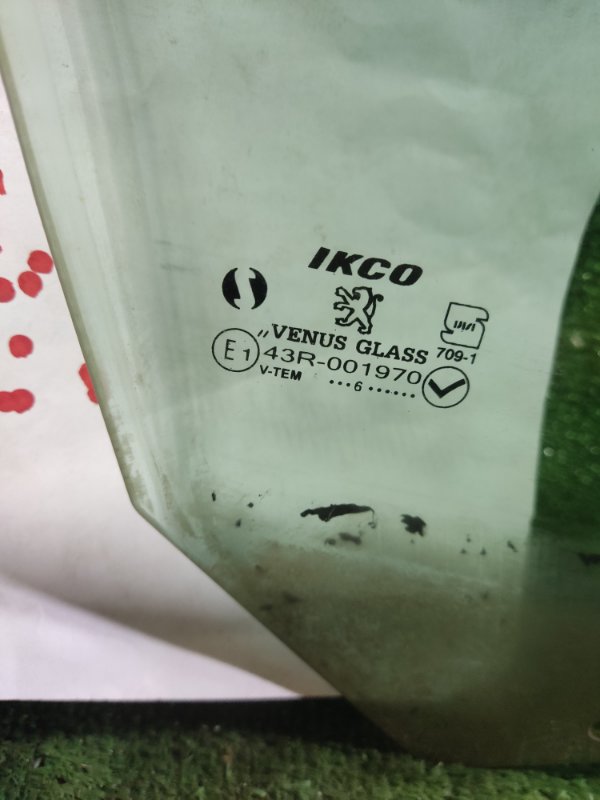 IKCO
"VENUS GLASS
709-1
E1 43R-001970
V-TEM ...6......